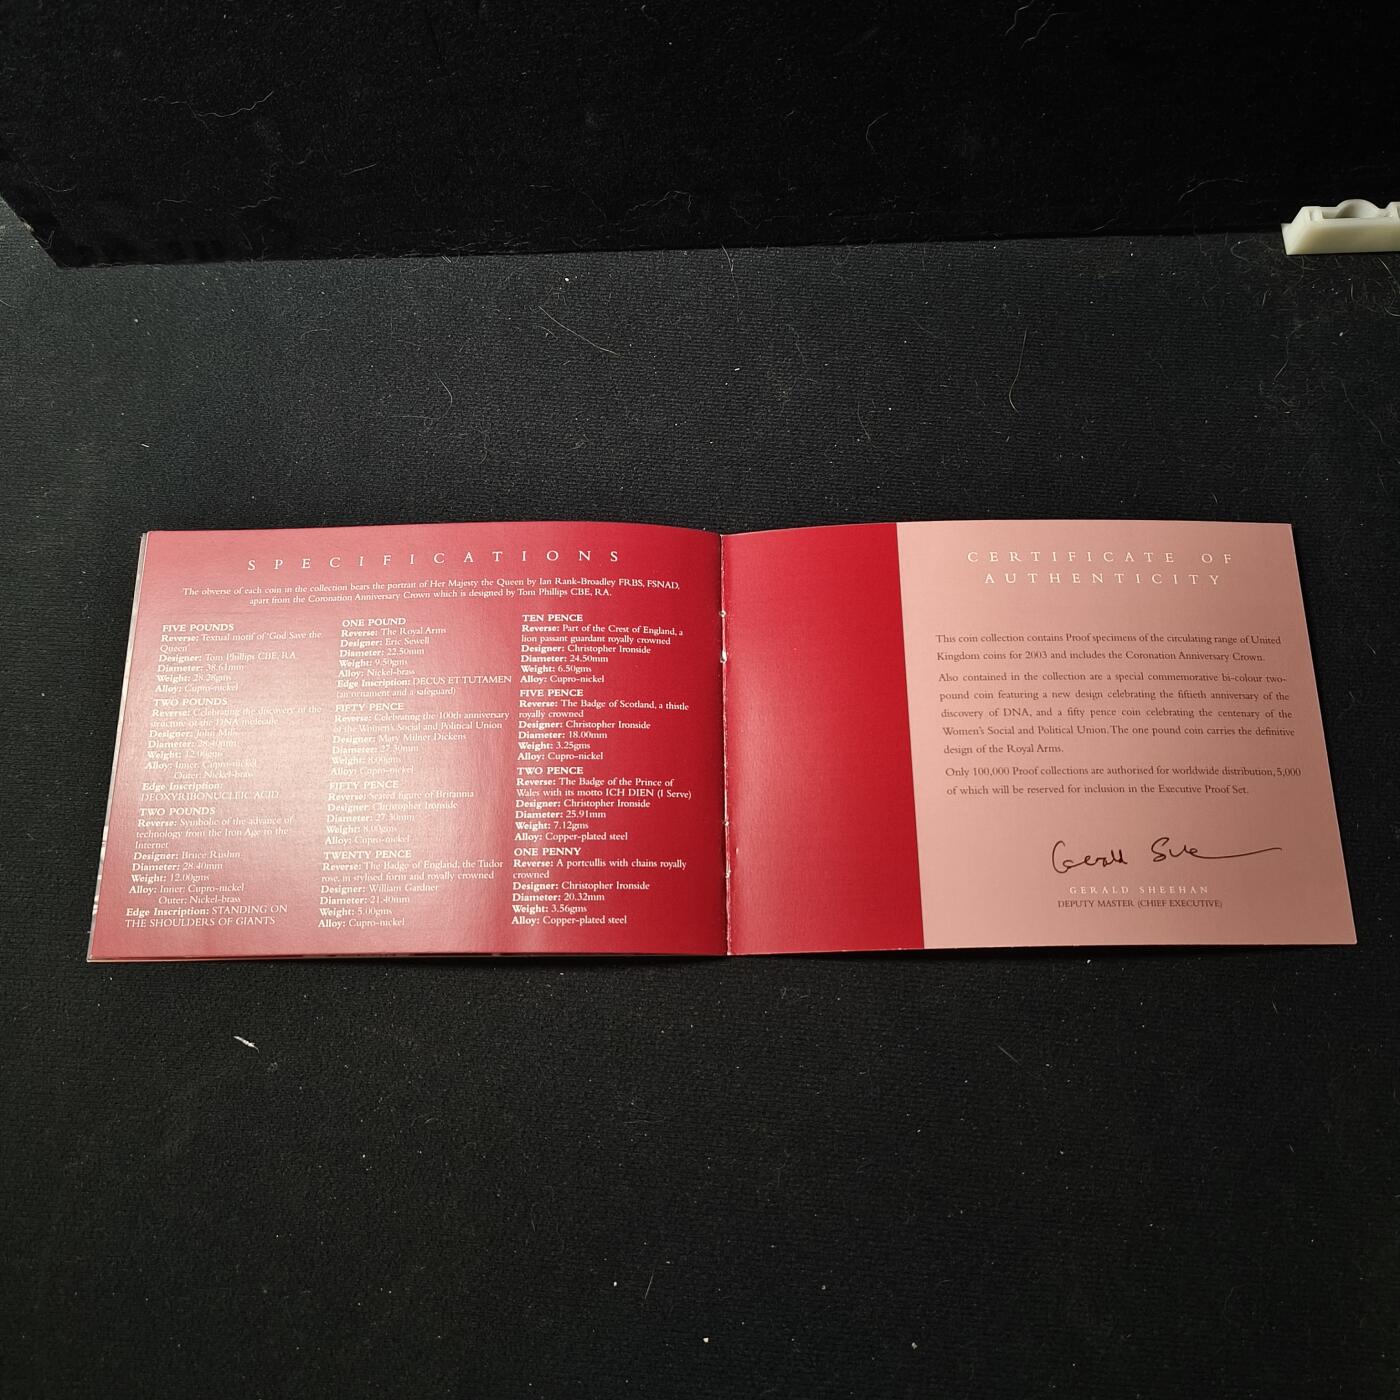 SPECIFICATIONS
The obverse of each coin in the collection bears the portrait of Her Majesty the Queen by Ian Rank-Broadley FRBS, FSNAD,
apart from the Coronation Anniversary Crown which is designed by Tom Phillips CBE, RA.
FIVE POUNDS
Reverse: Textual motif of 'God Save the
Queen'
Designer: Tom Phillips CBE, RA
Diameter: 38.61mm
Weight: 28.28gms
Alloy: Cupro-nickel
TWO POUNDS
Reverse: Celebrating the discovery of the
structure of the DNA molecule
Designer: John Mills
Diameter: 28.40mm
Weight: 12.00gms
Alloy: Inner: Cupro-nickel
Outer: Nickel-brass
Edge Inscription:
DEOXYRIBONUCLEIC ACID
TWO POUNDS
Reverse: Symbolic of the advance of
technology from the Iron Age to the
Internet
Designer: Bruce Rushin
Diameter: 28.40mm
Weight: 12.00gms
Alloy: Inner: Cupro-nickel
Outer: Nickel-brass
Edge Inscription: STANDING ON
THE SHOULDERS OF GIANTS
ONE POUND
Reverse: The Royal Arms
Designer: Eric Sewell
Diameter: 22.50mm
Weight: 9.50gms
Alloy: Nickel-brass
Edge Inscription: DECUS ET TUTAMEN
(an ornament and a safeguard)
FIFTY PENCE
Reverse: Celebrating the 100th anniversary
of the Women's Social and Political Union
Designer: Mary Milner Dickens
Diameter: 27.30mm
Weight: 8.00gms
Alloy: Cupro-nickel
FIFTY PENCE
Reverse: Seated figure of Britannia
Designer: Christopher Ironside
Diameter: 27.30mm
Weight: 8.00gms
Alloy: Cupro-nickel
TWENTY PENCE
Reverse: The Badge of England, the Tudor
rose, in stylised form and royally crowned
Designer: William Gardner
Diameter: 21.40mm
Weight: 5.00gms
Alloy: Cupro-nickel
TEN PENCE
Reverse: Part of the Crest of England, a
lion passant guardant royally crowned
Designer: Christopher Ironside
Diameter: 24.50mm
Weight: 6.50gms
Alloy: Cupro-nickel
FIVE PENCE
Reverse: The Badge of Scotland, a thistle
royally crowned
Designer: Christopher Ironside
Diameter: 18.00mm
Weight: 3.25gms
Alloy: Cupro-nickel
TWO PENCE
Reverse: The Badge of the Prince of
Wales with its motto ICH DIEN (I Serve)
Designer: Christopher Ironside
Diameter: 25.91mm
Weight: 7.12gms
Alloy: Copper-plated steel
ONE PENNY
Reverse: A portcullis with chains royally
crowned
Designer: Christopher Ironside
Diameter: 20.32mm
Weight: 3.56gms
Alloy: Copper-plated steel
CERTIFICATE OF
AUTHENTICITY
This coin collection contains Proof specimens of the circulating range of United
Kingdom coins for 2003 and includes the Coronation Anniversary Crown.
Also contained in the collection are a special commemorative bi-colour two-
pound coin featuring a new design celebrating the fiftieth anniversary of the
discovery of DNA, and a fifty pence coin celebrating the centenary of the
Women's Social and Political Union. The one pound coin carries the definitive
design of the Royal Arms.
Only 100,000 Proof collections are authorised for worldwide distribution, 5,000
of which will be reserved for inclusion in the Executive Proof Set.
GERALD SHEEHAN
DEPUTY MASTER (CHIEF EXECUTIVE)